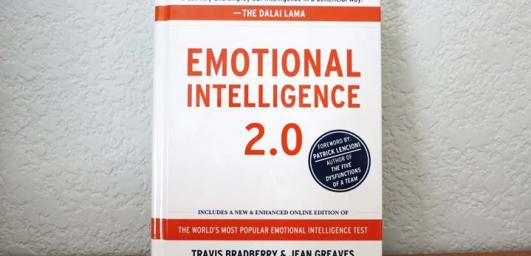 —THE DALAI LAMA
EMOTIONAL
INTELLIGENCE
2.0
FOREWORD BY
PATRICK LENCIONI
AUTHOR OF
THE FIVE
DYSFUNCTIONS
OF A TEAM
INCLUDES A NEW & ENHANCED ONLINE EDITION OF
THE WORLD'S MOST POPULAR EMOTIONAL INTELLIGENCE TEST
TRAVIS BRADBERRY & JEAN GREAVES